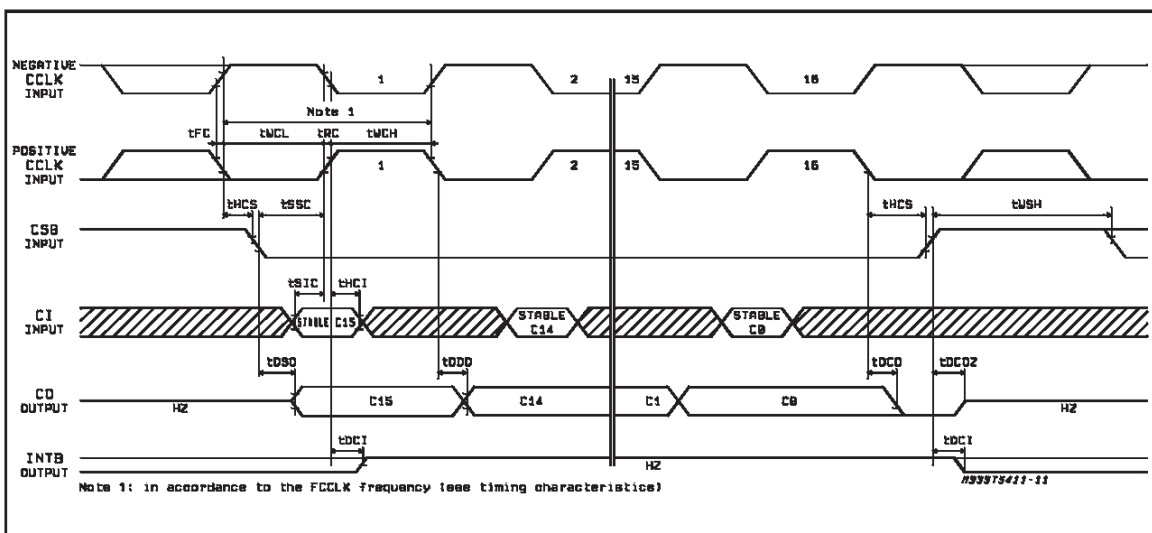 NEGATIVE
CCLK
INPUT
1
2
15
16
Note 1
tFC
tWCL
tRC
tWCH
POSITIVE
CCLK
INPUT
1
2
15
16
tHCS
tSSC
tHCS
tWSH
CSB
INPUT
tSIC
tHCI
CI
INPUT
STABLE C15
STABLE
C14
STABLE
C0
tDSO
tDDD
tDCO
tDCOZ
CO
OUTPUT
HZ
C15
C14
C1
C0
HZ
tDCI
tDCI
INTB
OUTPUT
HZ
Note 1: in accordance to the FCCLK frequency (see timing characteristics)
M93STS411-11